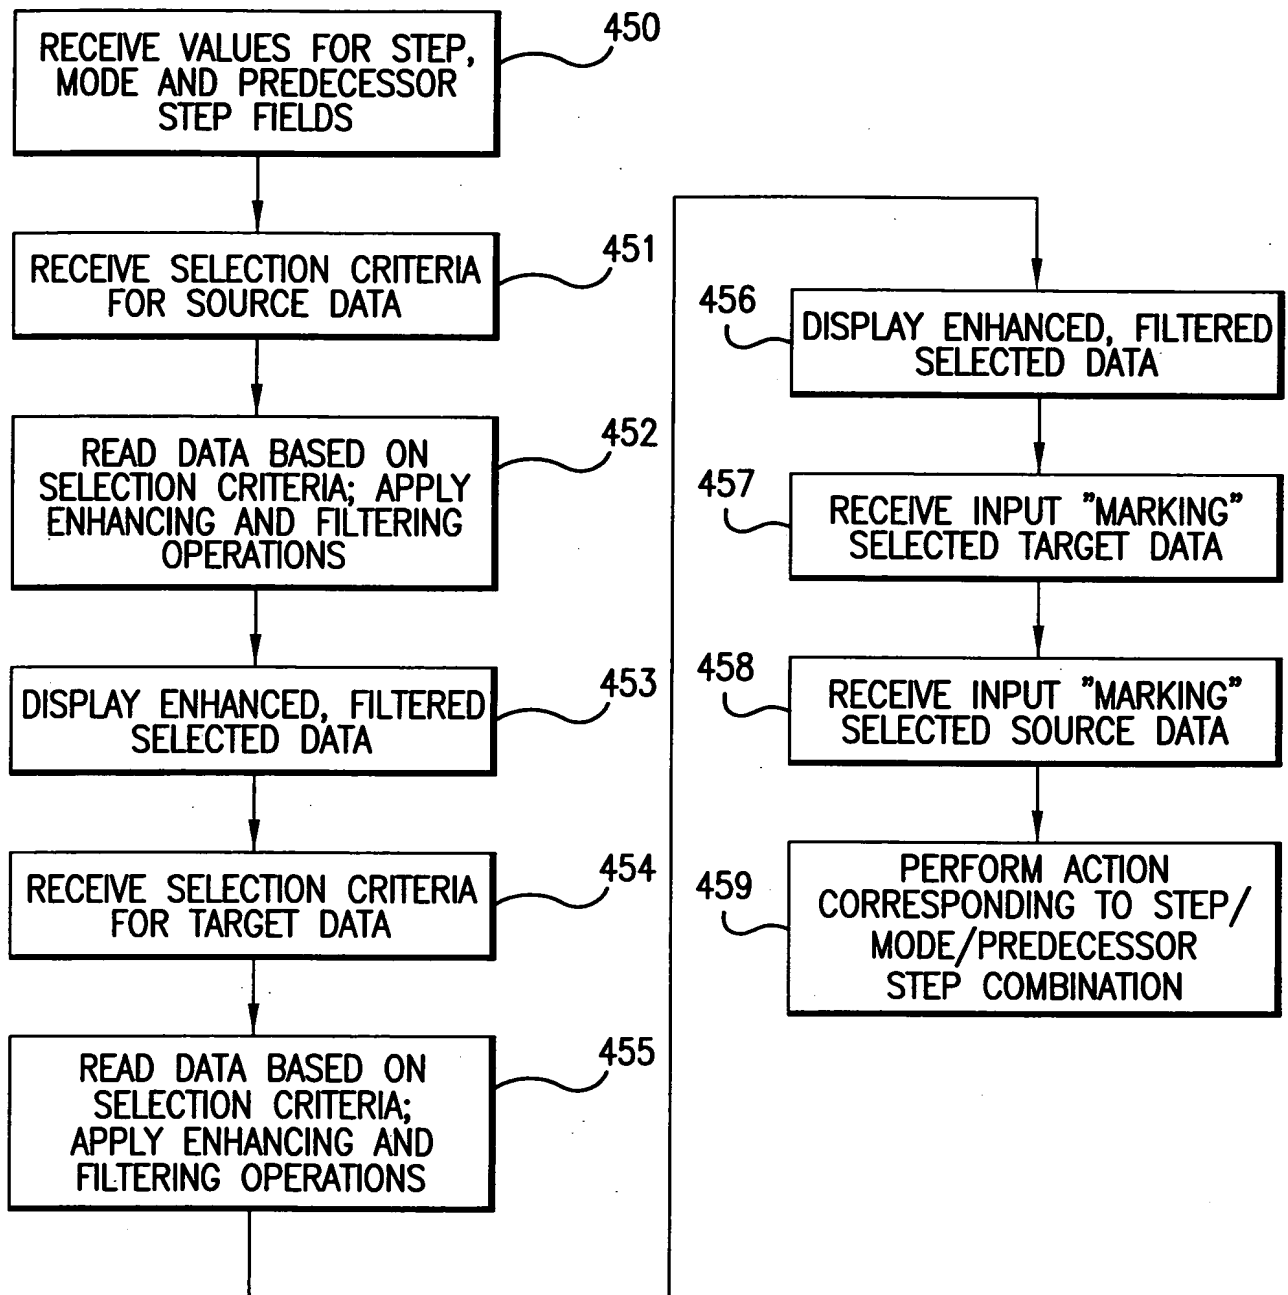 450
RECEIVE VALUES FOR STEP,
MODE AND PREDECESSOR
STEP FIELDS
451
RECEIVE SELECTION CRITERIA
FOR SOURCE DATA
452
READ DATA BASED ON
SELECTION CRITERIA; APPLY
ENHANCING AND FILTERING
OPERATIONS
453
DISPLAY ENHANCED, FILTERED
SELECTED DATA
454
RECEIVE SELECTION CRITERIA
FOR TARGET DATA
455
READ DATA BASED ON
SELECTION CRITERIA;
APPLY ENHANCING AND
FILTERING OPERATIONS
456
DISPLAY ENHANCED, FILTERED
SELECTED DATA
457
RECEIVE INPUT "MARKING"
SELECTED TARGET DATA
458
RECEIVE INPUT "MARKING"
SELECTED SOURCE DATA
459
PERFORM ACTION
CORRESPONDING TO STEP/
MODE/PREDECESSOR
STEP COMBINATION